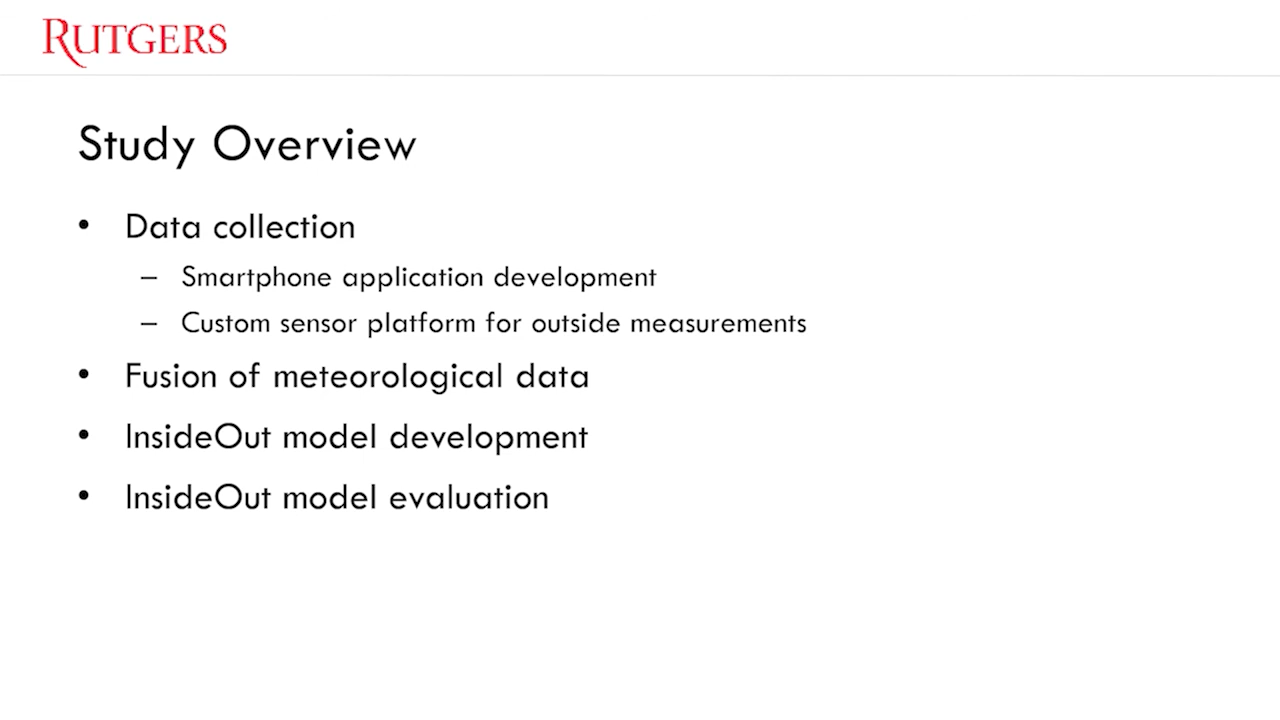 RUTGERS
Study Overview
• Data collection
– Smartphone application development
– Custom sensor platform for outside measurements
• Fusion of meteorological data
• InsideOut model development
• InsideOut model evaluation